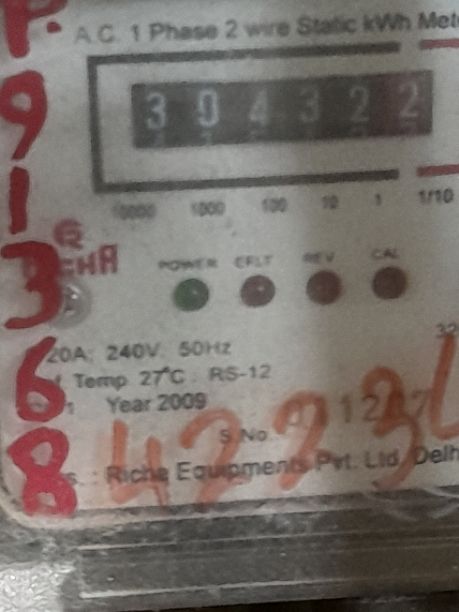 P.
A.C. 1 Phase 2 wire Static kWh
9
304322
1
10000 1000 100 10 1 1/10
3
POWER EFLT REV CAL
20A; 240V 50Hz
6
Temp 27°C RS-12
Year 2009
S.No.
4223
8
Riche Equipments Pvt. Ltd. Delh